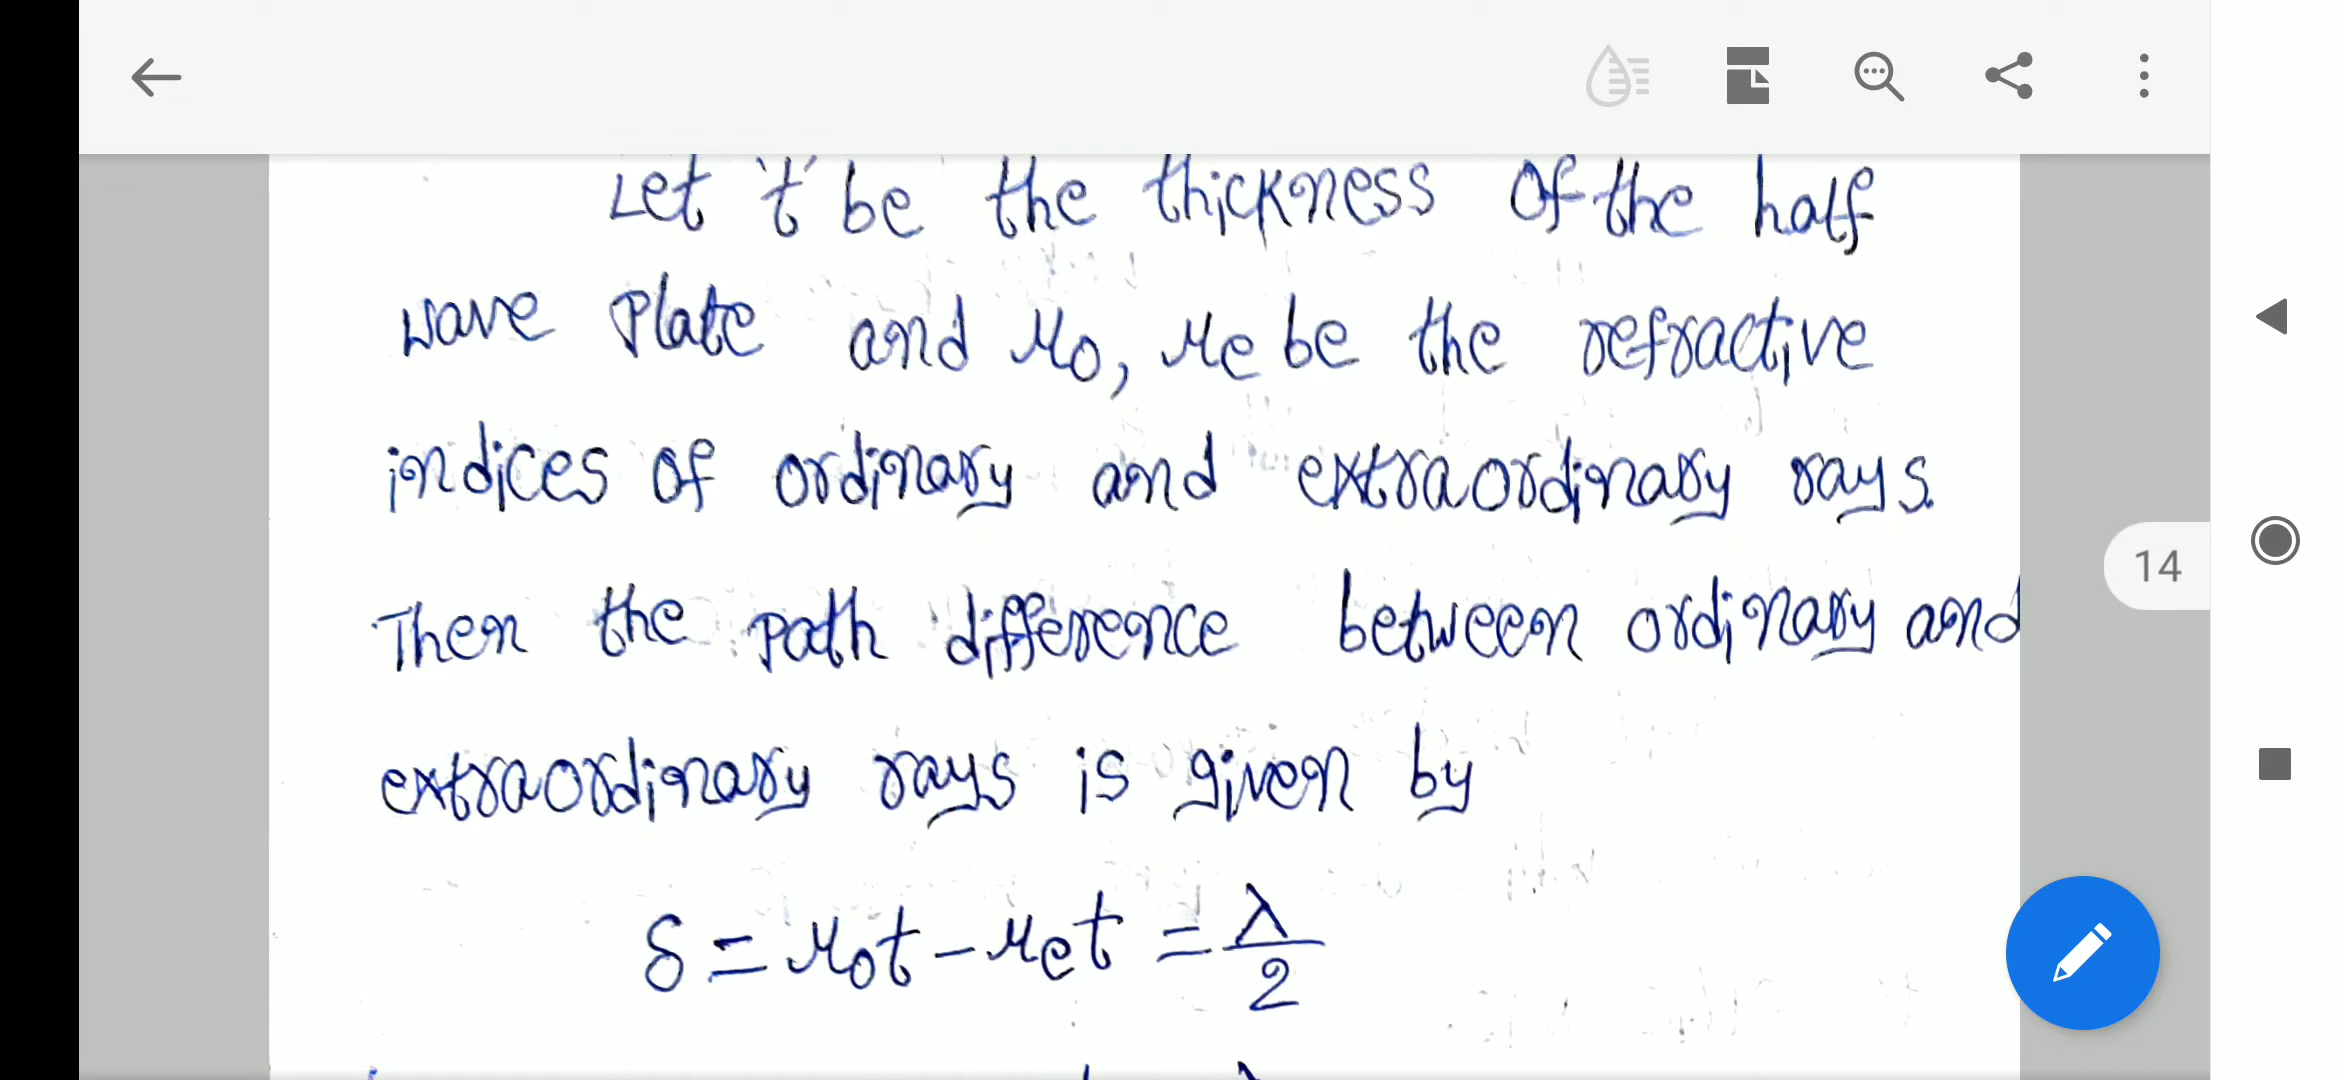 Let 't' be the thickness of the half
wave plate and μo, μe be the refractive
indices of ordinary and extraordinary rays.
Then the path difference between ordinary and
extraordinary rays is given by
δ = μot - μet = λ/2
14